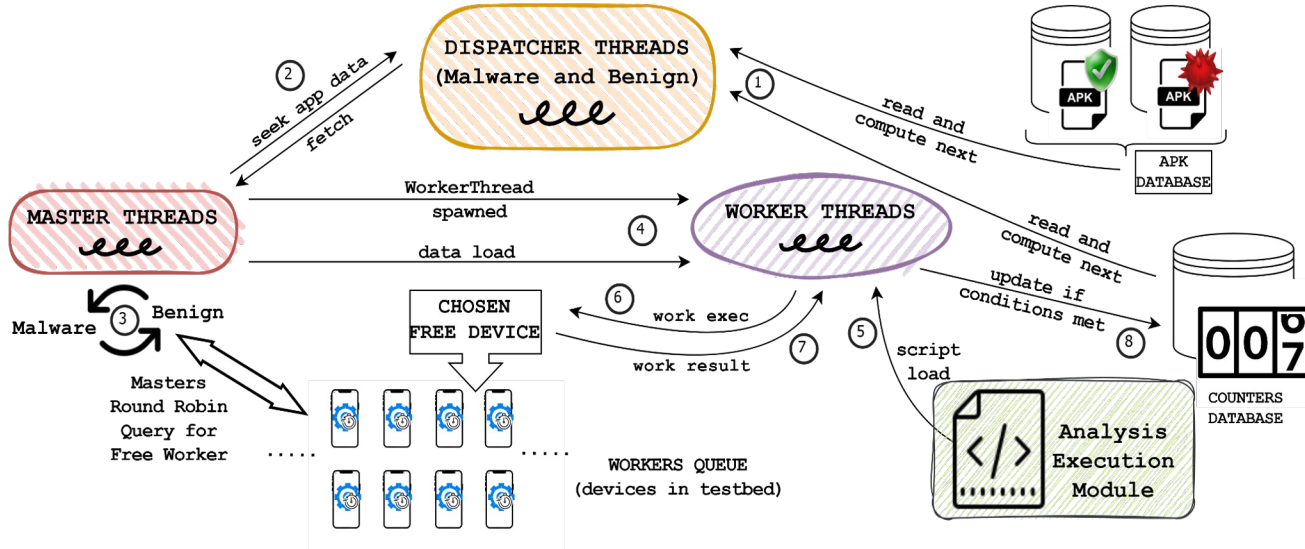 DISPATCHER THREADS
(Malware and Benign)
2
seek app data
fetch
1
read and
compute next
APK
APK
APK
DATABASE
MASTER THREADS
WorkerThread
spawned
4
data load
WORKER THREADS
read and
compute next
update if
conditions met
8
Malware
3
Benign
Masters
Round Robin
Query for
Free Worker
CHOSEN
FREE DEVICE
6
work exec
work result
7
5
script
load
WORKERS QUEUE
(devices in testbed)
</>
Analysis
Execution
Module
COUNTERS
DATABASE